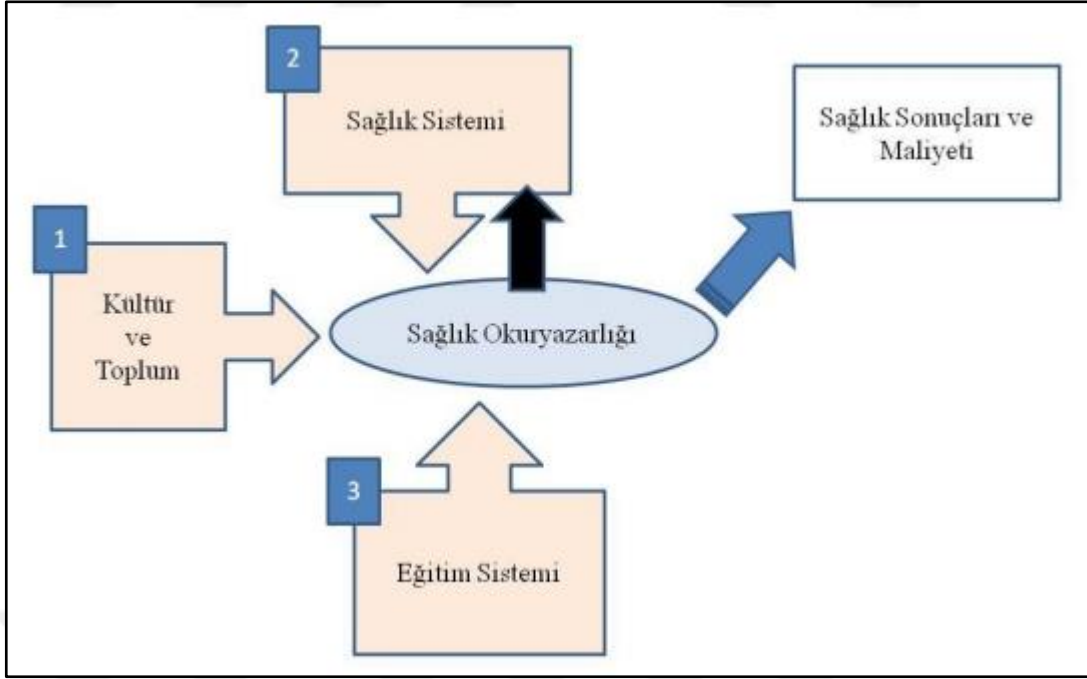 2
Sağlık Sistemi
Sağlık Sonuçları ve
Maliyeti
1
Kültür
ve
Toplum
Sağlık Okuryazarlığı
3
Eğitim Sistemi